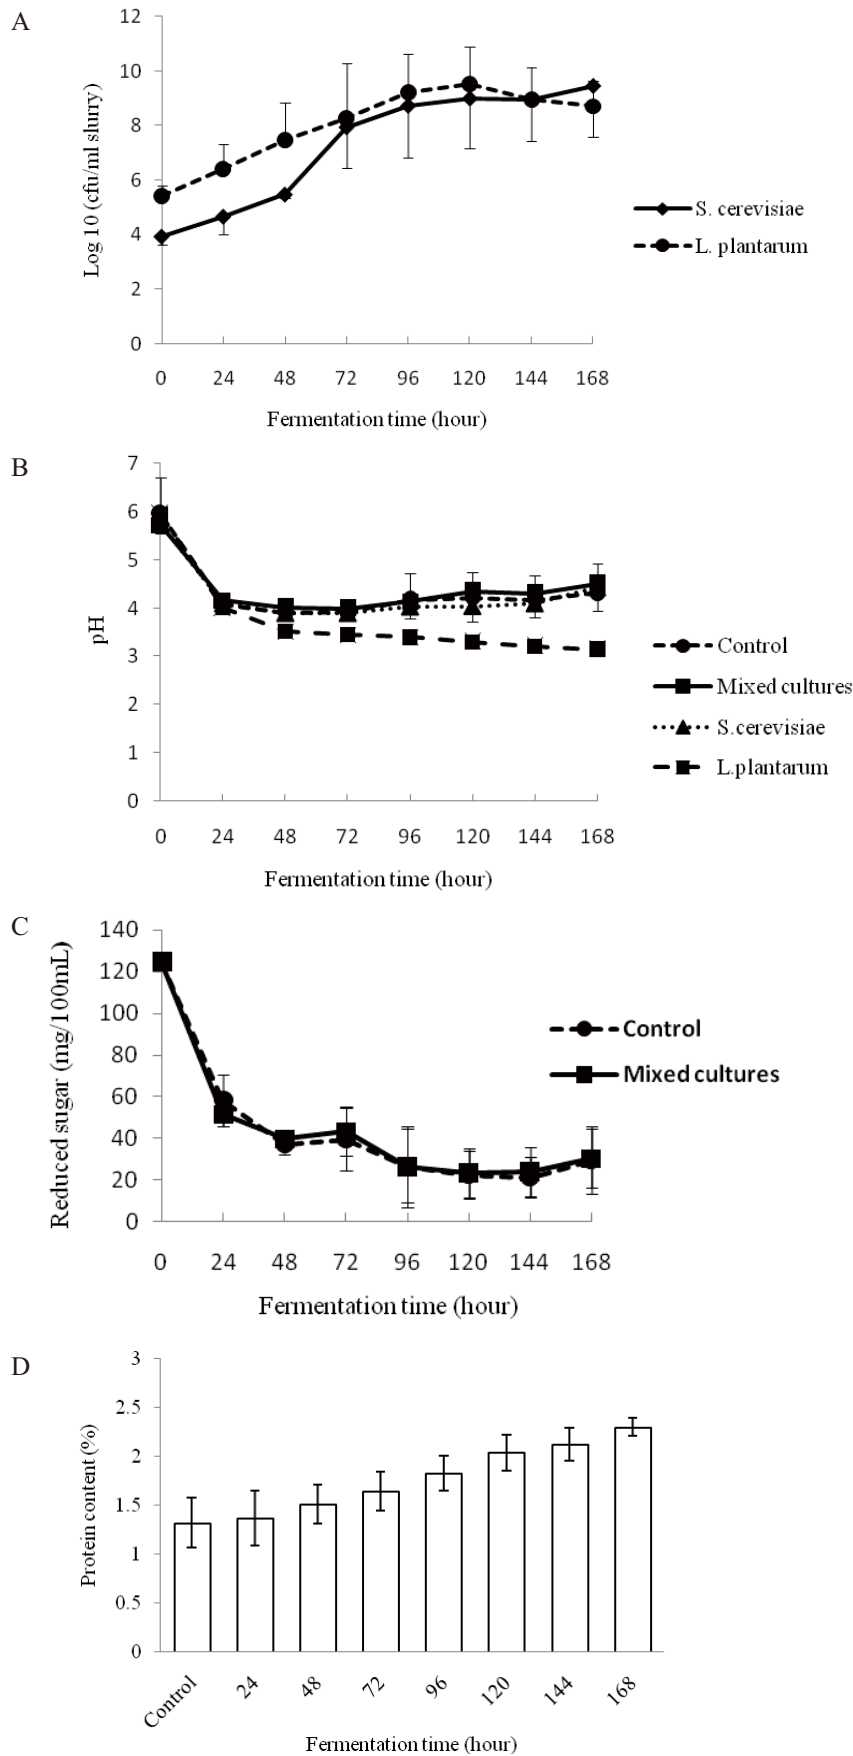 A
12
10
8
6
4
2
0
Log 10 (cfu/ml slurry)
0 24 48 72 96 120 144 168
Fermentation time (hour)
S. cerevisiae
L. plantarum
B
7
6
5
4
3
2
1
0
pH
0 24 48 72 96 120 144 168
Fermentation time (hour)
Control
Mixed cultures
S.cerevisiae
L.plantarum
C
140
120
100
80
60
40
20
0
Reduced sugar (mg/100mL)
0 24 48 72 96 120 144 168
Fermentation time (hour)
Control
Mixed cultures
D
3
2.5
2
1.5
1
0.5
0
Protein content (%)
Control 24 48 72 96 120 144 168
Fermentation time (hour)